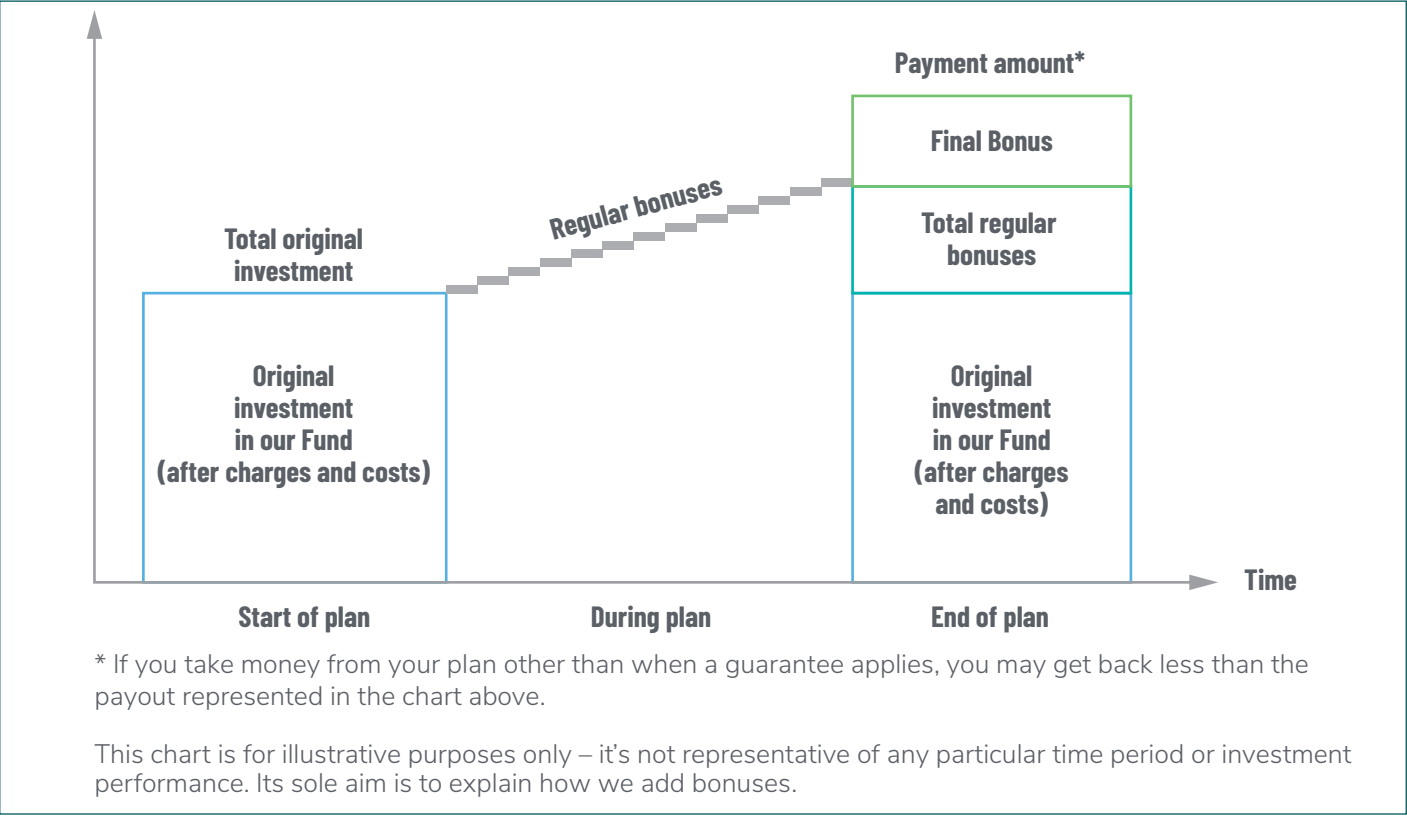 Payment amount*
Final Bonus
Regular bonuses
Total regular
bonuses
Total original
investment
Original
investment
in our Fund
(after charges and costs)
Original
investment
in our Fund
(after charges
and costs)
Time
Start of plan
During plan
End of plan
* If you take money from your plan other than when a guarantee applies, you may get back less than the
payout represented in the chart above.
This chart is for illustrative purposes only – it’s not representative of any particular time period or investment
performance. Its sole aim is to explain how we add bonuses.